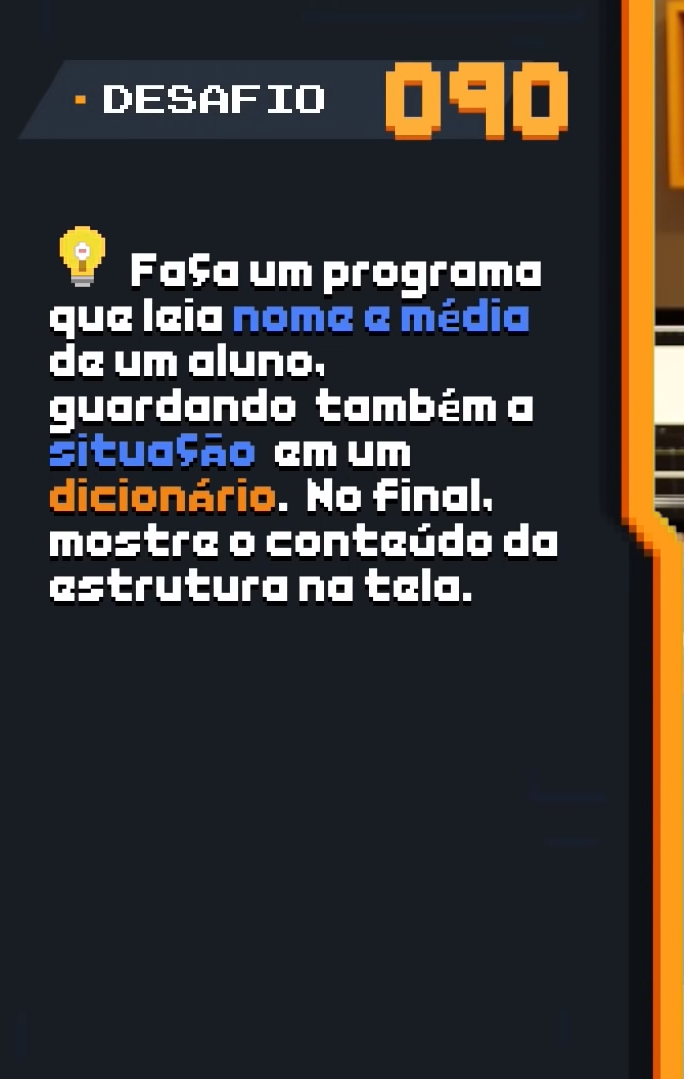 DESAFIO 090
Faça um programa
que leia nome e média
de um aluno,
guardando também a
situação em um
dicionário. No final,
mostre o conteúdo da
estrutura na tela.